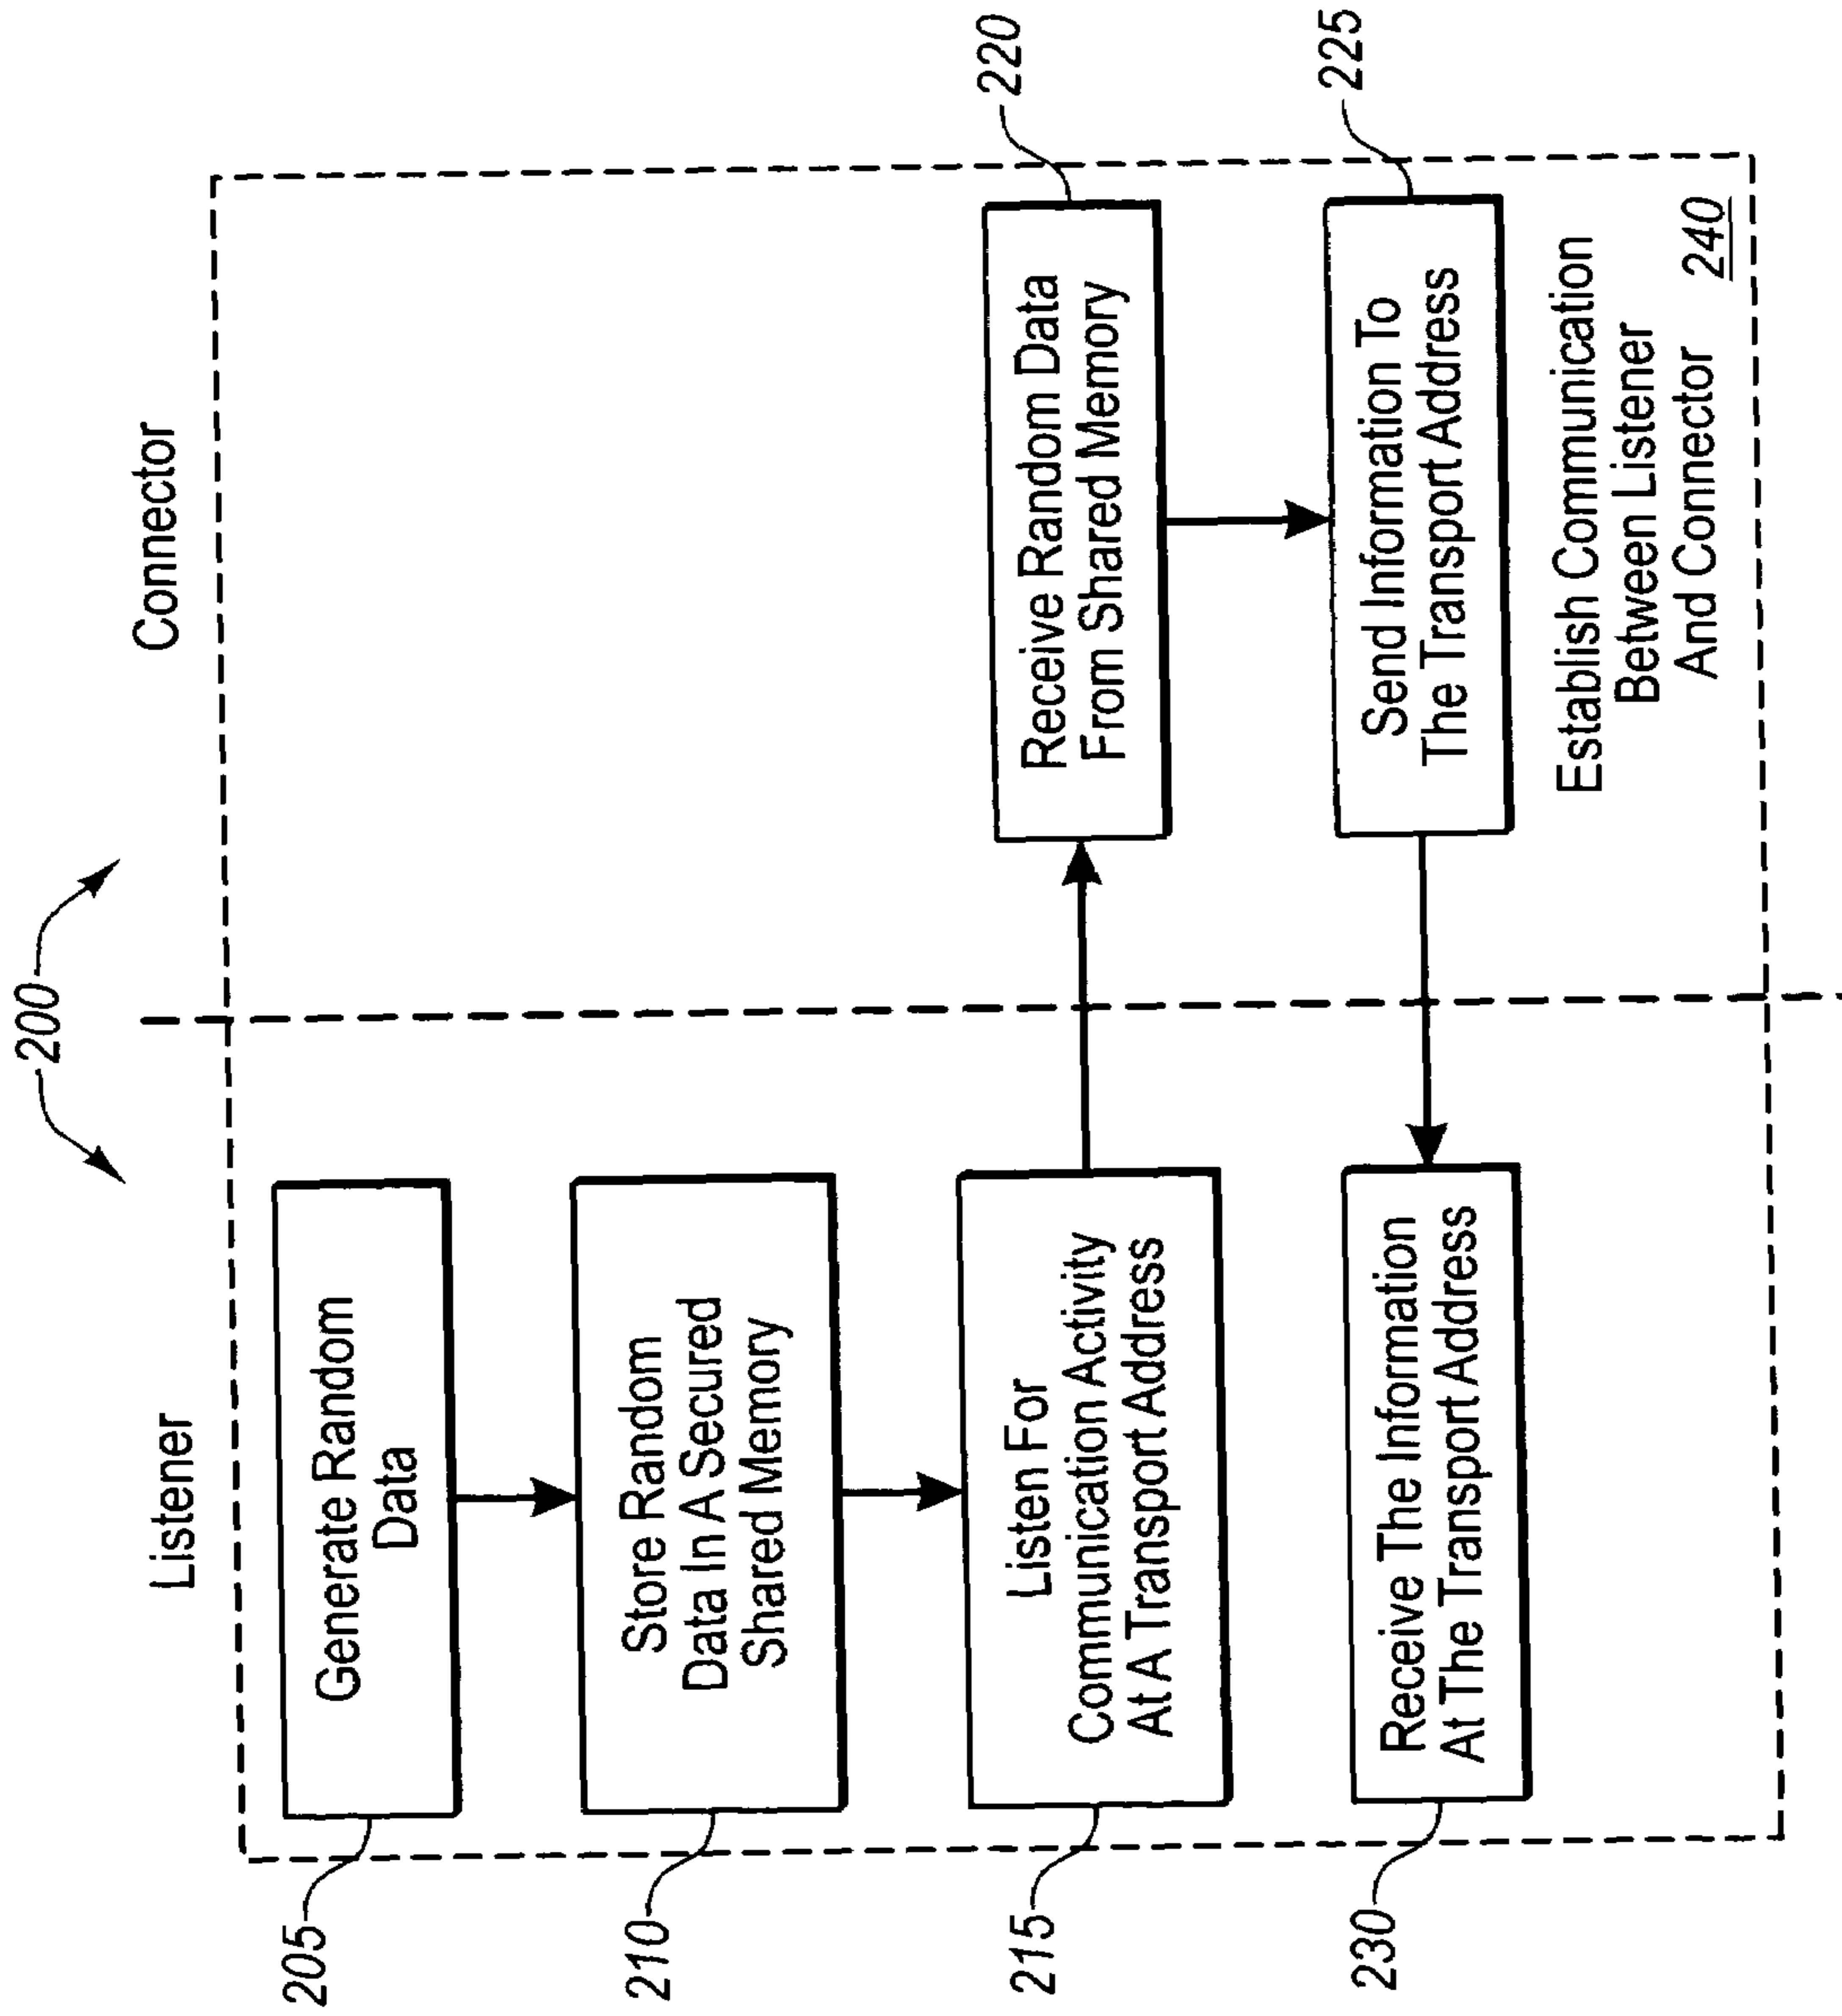 200
Listener
Connector
205
Generate Random
Data
210
Store Random
Data In A Secured
Shared Memory
215
Listen For
Communication Activity
At A Transport Address
220
Receive Random Data
From Shared Memory
225
Send Information To
The Transport Address
230
Receive The Information
At The Transport Address
Establish Communication
Between Listener
And Connector
240